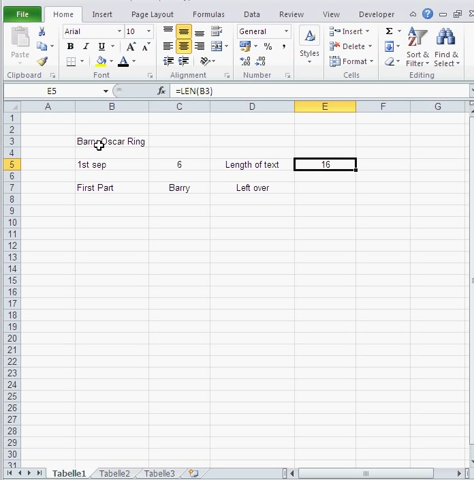 File Home Insert Page Layout Formulas Data Review View Developer
Arial 10 General Insert Σ
Paste B I U A Delete Styles Format Sort & Filter Find & Select
Clipboard Font Alignment Number Cells Editing
E5 =LEN(B3)
A B C D E F G
1
2
3 Barry Oscar Ring
4
5 1st sep 6 Length of text 16
6
7 First Part Barry Left over
8
9
10
11
12
13
14
15
16
17
18
19
20
21
22
23
24
25
26
27
28
29
30
31
Tabelle1 Tabelle2 Tabelle3